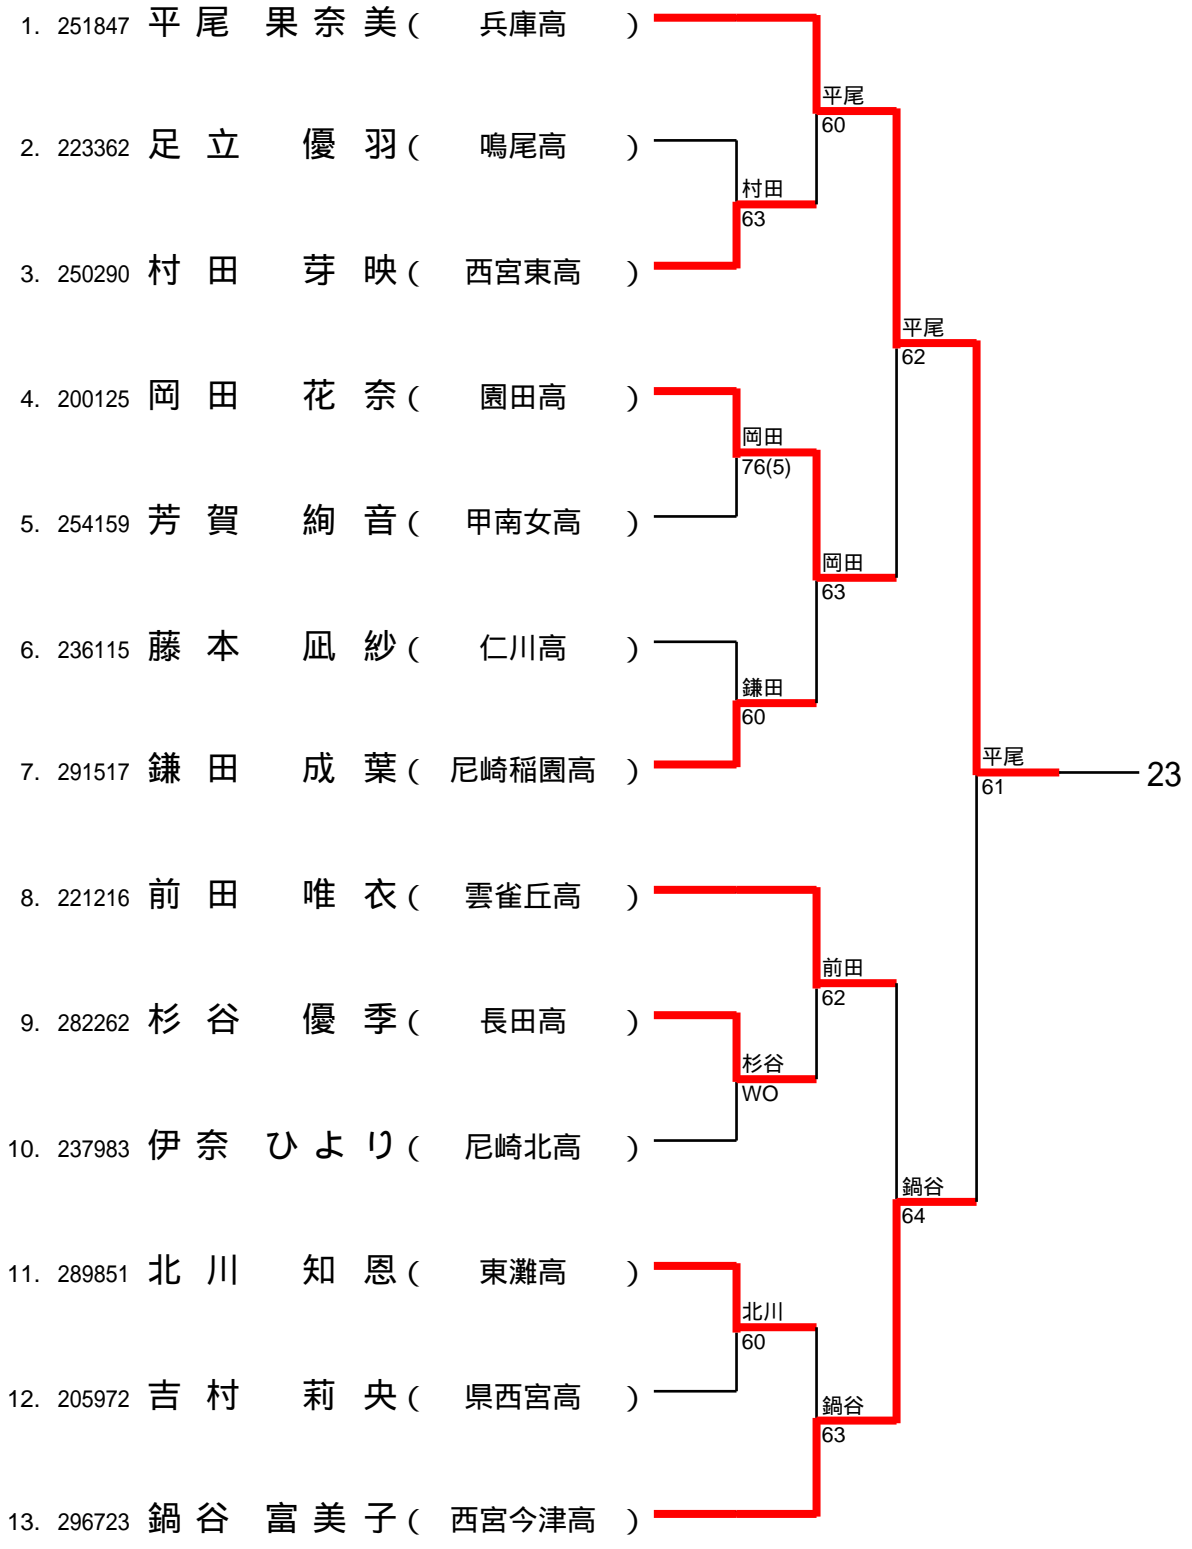 1. 251847 平尾 果奈美 ( 兵庫高 )
平尾
60
2. 223362 足立 優羽 ( 鳴尾高 )
村田
63
3. 250290 村田 芽映 ( 西宮東高 )
平尾
62
4. 200125 岡田 花奈 ( 園田高 )
岡田
76(5)
5. 254159 芳賀 絢音 ( 甲南女高 )
岡田
63
6. 236115 藤本 凪紗 ( 仁川高 )
鎌田
60
7. 291517 鎌田 成葉 ( 尼崎稲園高 )
平尾
61
23
8. 221216 前田 唯衣 ( 雲雀丘高 )
前田
62
9. 282262 杉谷 優季 ( 長田高 )
杉谷
WO
10. 237983 伊奈 ひより ( 尼崎北高 )
鍋谷
64
11. 289851 北川 知恩 ( 東灘高 )
北川
60
12. 205972 吉村 莉央 ( 県西宮高 )
鍋谷
63
13. 296723 鍋谷 富美子 ( 西宮今津高 )